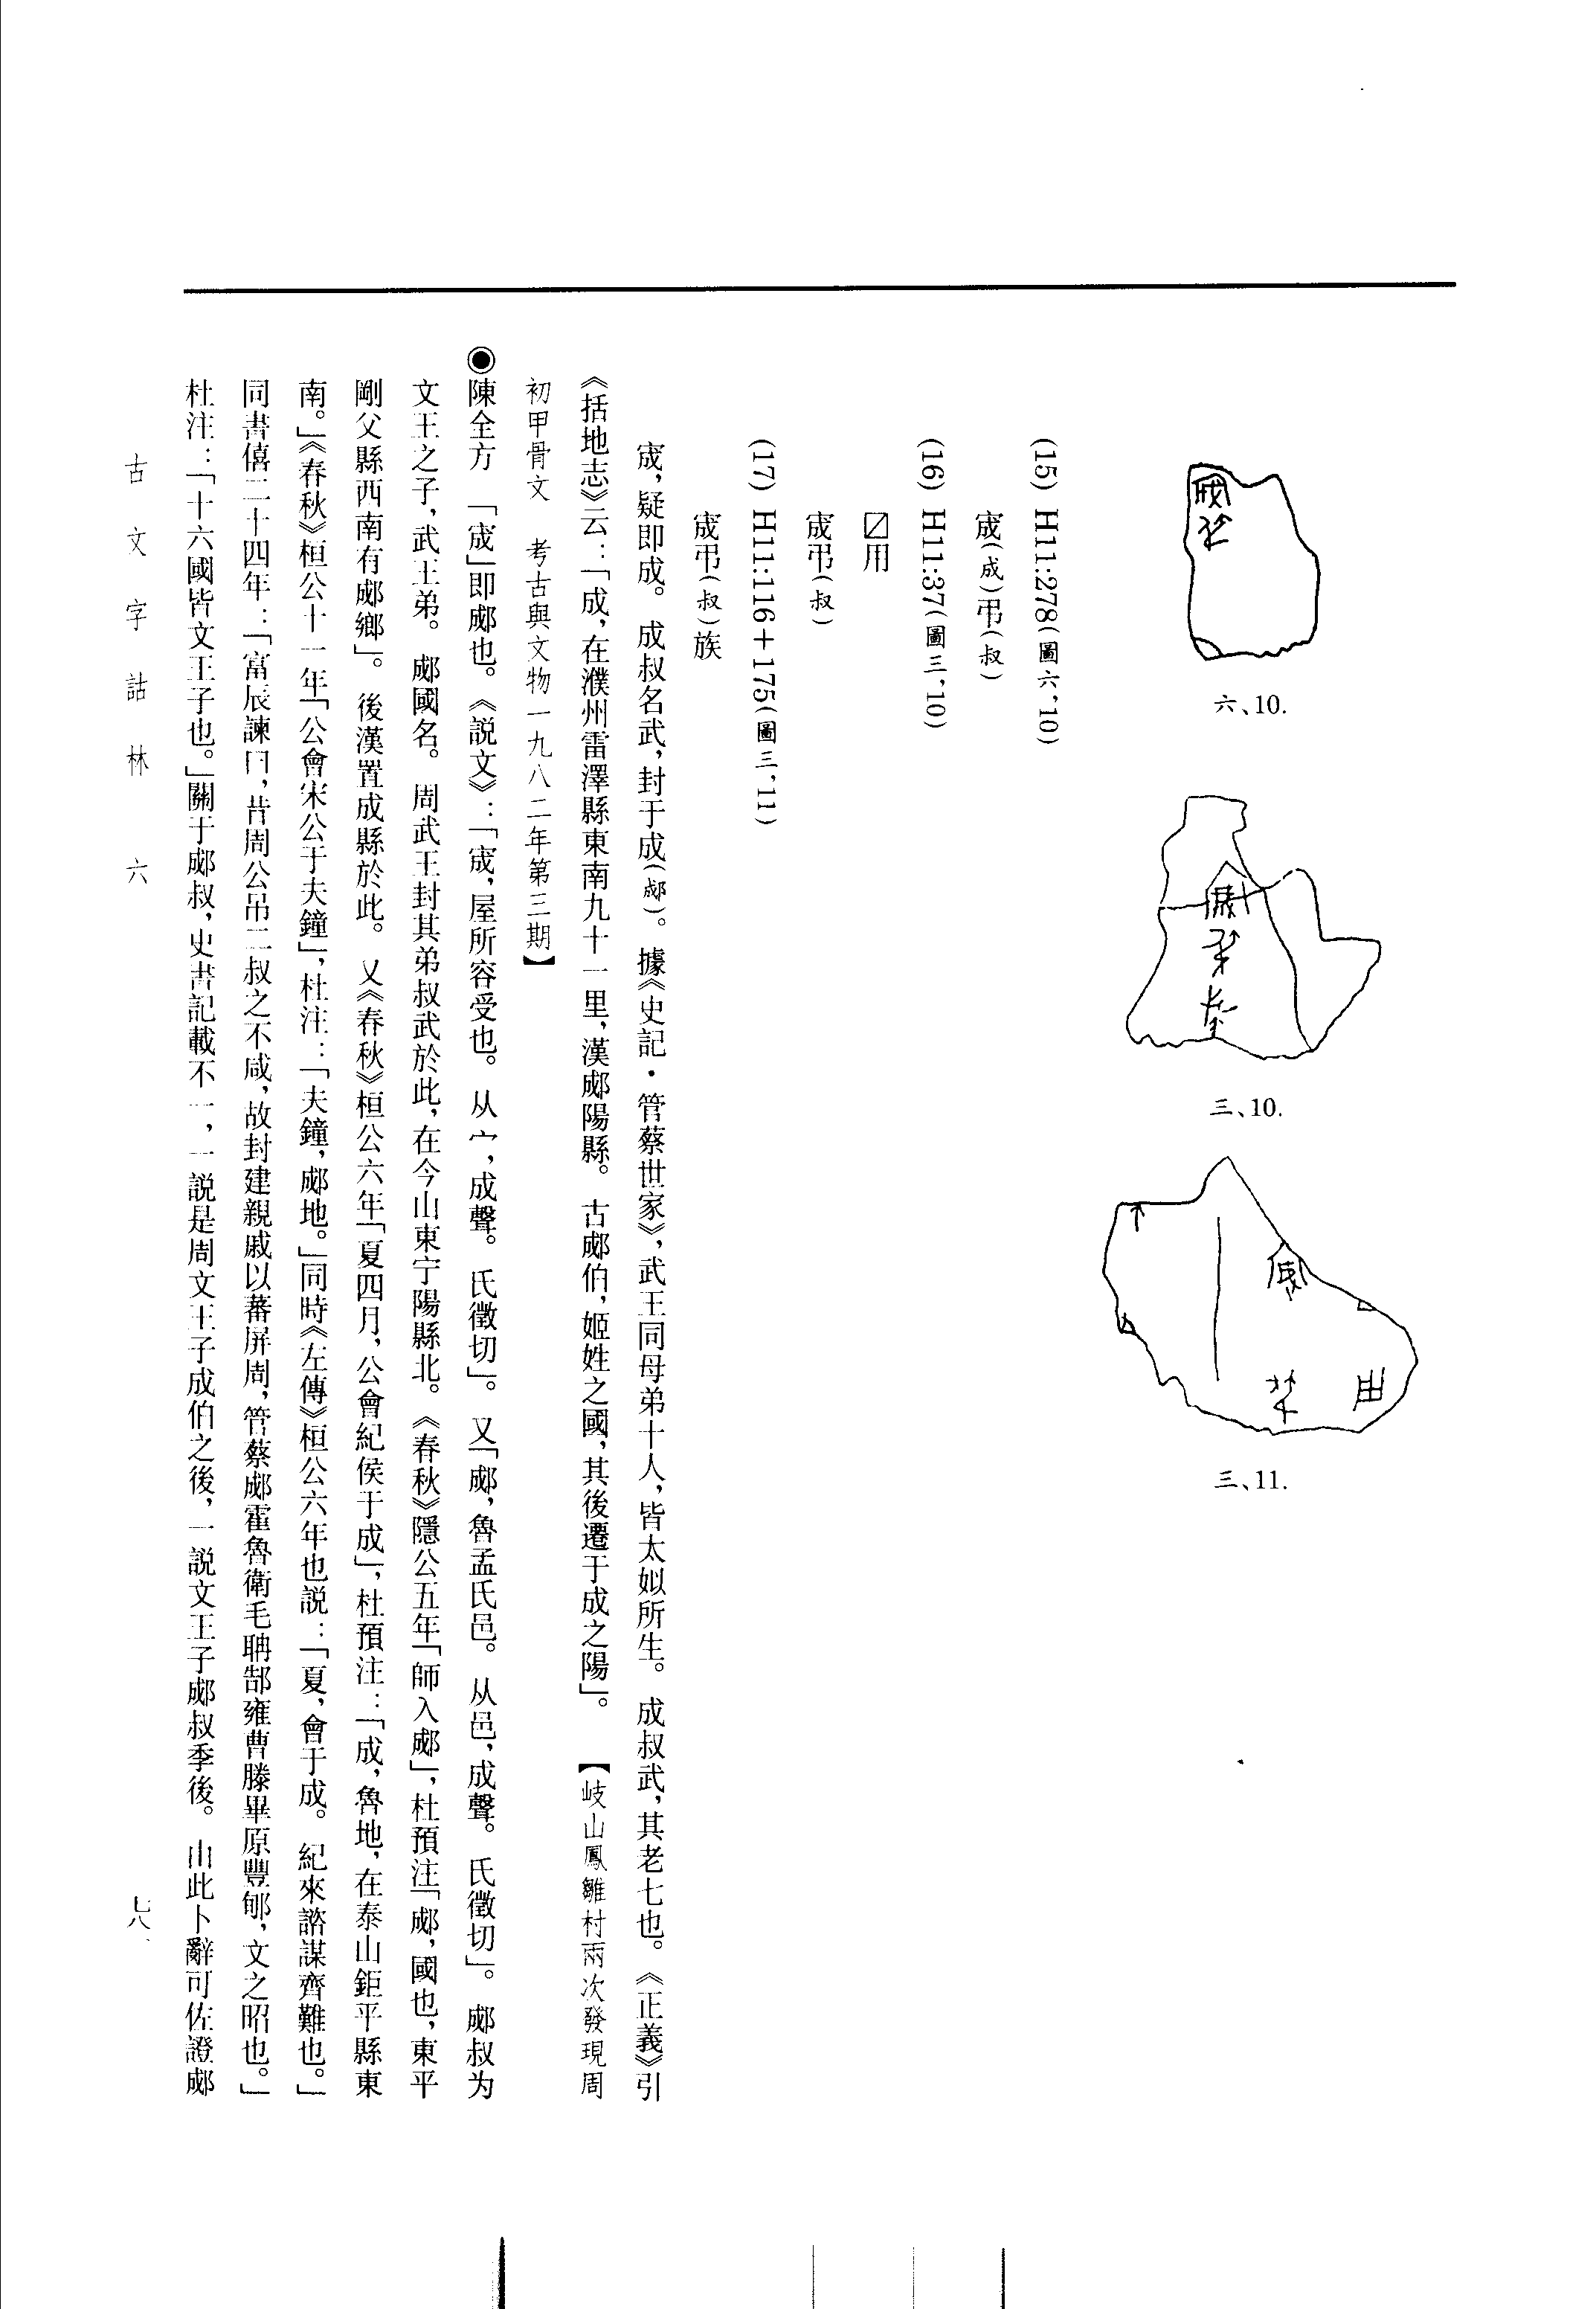 六、10.
三、10.
三、11.
(15) H11:278(圖六,10)
宬(成)弔(叔)
(16) H11:37(圖三,10)
〼用
宬弔(叔)
(17) H11:116＋175(圖三,11)
宬弔(叔)族
宬,疑即成。成叔名武,封于成(郕)。據《史記·管蔡世家》,武王同母弟十人,皆太姒所生。成叔武,其老七也。《正義》引
《括地志》云:「成,在濮州雷澤縣東南九十一里,漢郕陽縣。古郕伯,姬姓之國,其後遷于成之陽」。【岐山鳳雛村兩次發現周
初甲骨文 考古與文物一九八二年第三期】
◉陳全方 「宬」即郕也。《説文》:「宬,屋所容受也。从宀,成聲。氏徵切」。又「郕,魯孟氏邑。从邑,成聲。氏徵切」。郕叔为
文王之子,武王弟。郕國名。周武王封其弟叔武於此,在今山東宁陽縣北。《春秋》隱公五年「師入郕」,杜預注「郕,國也,東平
剛父縣西南有郕鄉」。後漢置成縣於此。又《春秋》桓公六年「夏四月,公會紀侯于成」,杜預注:「成,魯地,在泰山鉅平縣東
南。」《春秋》桓公十一年「公會宋公于夫鐘」,杜注:「夫鐘,郕地。」同時《左傳》桓公六年也説:「夏,會于成。紀來諮謀齊難也。」
同書僖二十四年:「富辰諫曰,昔周公吊二叔之不咸,故封建親戚以蕃屏周,管蔡郕霍魯衛毛聃郜雍曹滕畢原豐郇,文之昭也。」
杜注:「十六國皆文王子也。」關于郕叔,史書記載不一,一説是周文王子成伯之後,一説文王子郕叔季後。由此卜辭可佐證郕
古文字詁林 六
七八